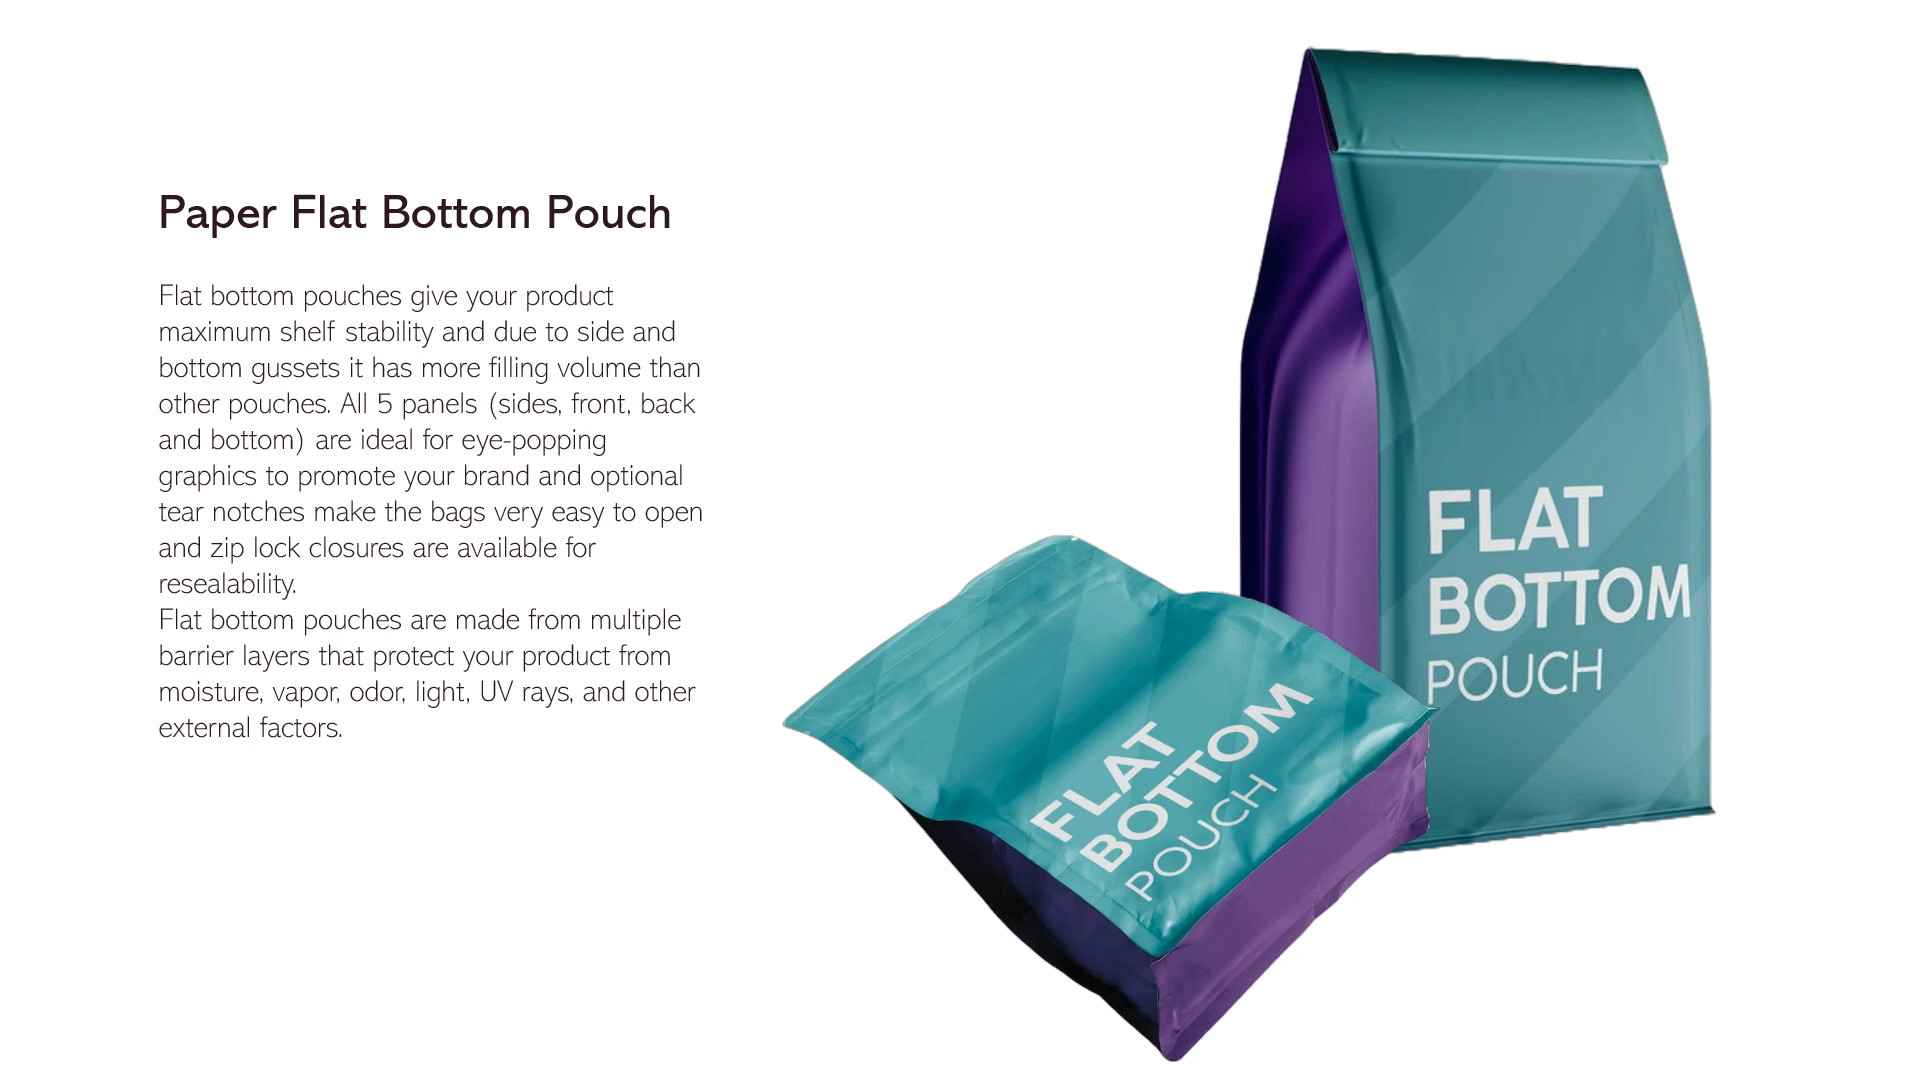 Paper Flat Bottom Pouch
Flat bottom pouches give your product
maximum shelf stability and due to side and
bottom gussets it has more filling volume than
other pouches. All 5 panels (sides, front, back
and bottom) are ideal for eye-popping
graphics to promote your brand and optional
tear notches make the bags very easy to open
and zip lock closures are available for
resealability.
Flat bottom pouches are made from multiple
barrier layers that protect your product from
moisture, vapor, odor, light, UV rays, and other
external factors.
FLAT
BOTTOM
POUCH
FLAT
BOTTOM
POUCH